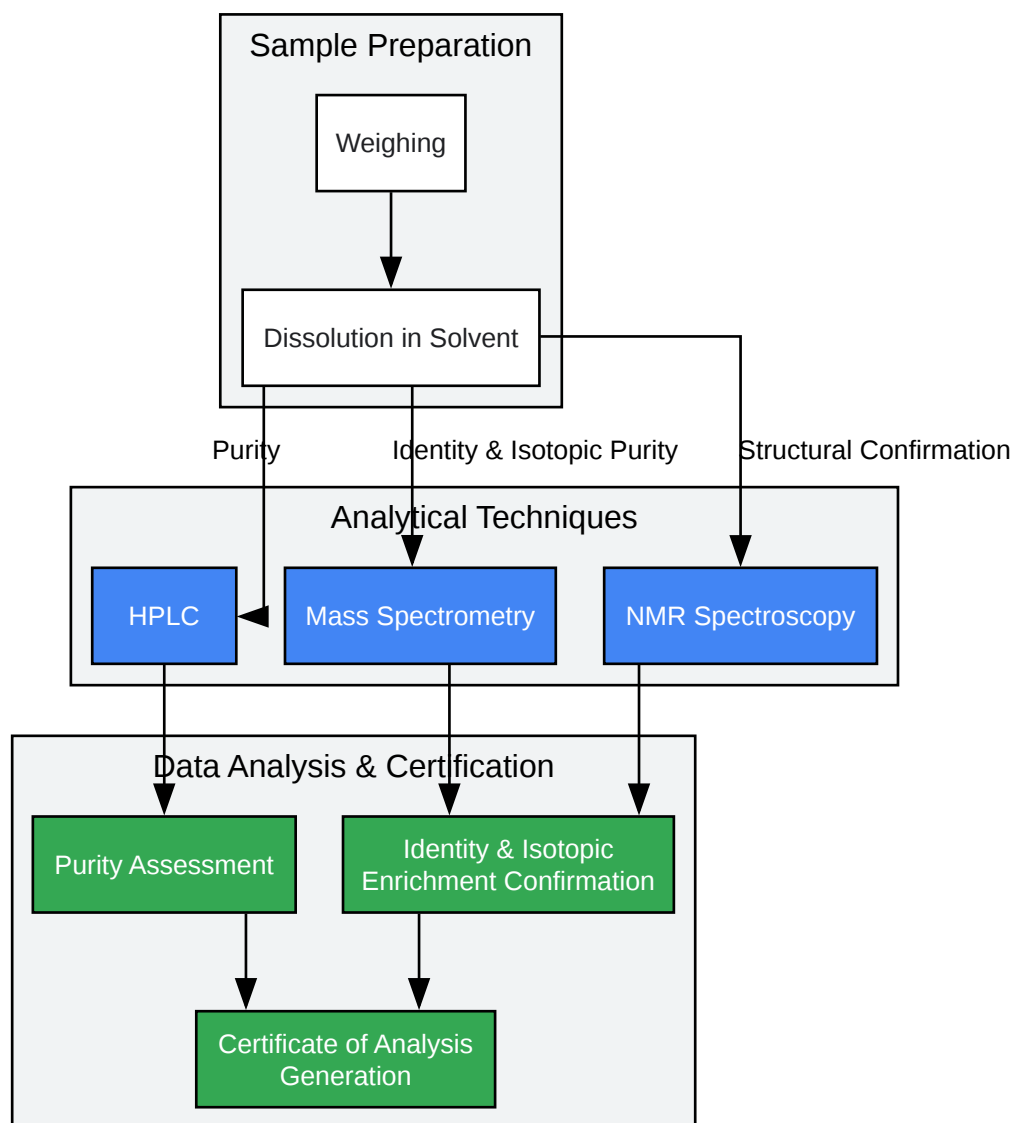 Sample Preparation
Weighing
Dissolution in Solvent
Purity
Identity & Isotopic Purity
Structural Confirmation
Analytical Techniques
HPLC
Mass Spectrometry
NMR Spectroscopy
Data Analysis & Certification
Purity Assessment
Identity & Isotopic
Enrichment Confirmation
Certificate of Analysis
Generation